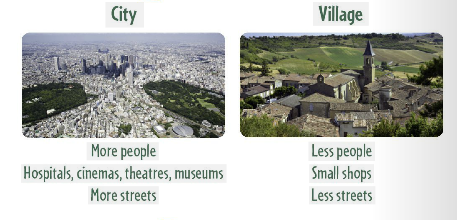 City
More people
Hospitals, cinemas, theatres, museums
More streets
Village
Less people
Small shops
Less streets